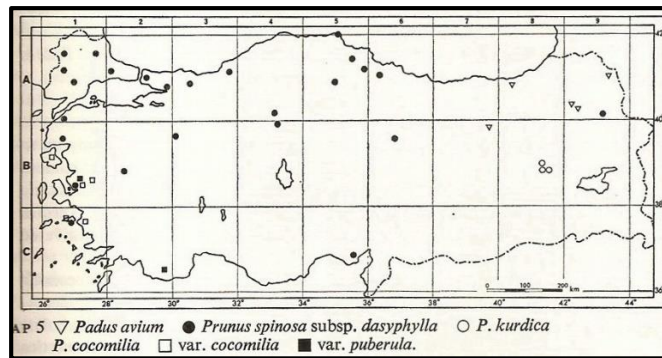 1 2 3 4 5 6 7 8 9
A
40
B
38
C
26° 28° 30° 32° 34° 36° 38° 40° 42° 44°
0 100 200 km
AP 5 ▽ Padus avium ● Prunus spinosa subsp. dasyphylla ○ P. kurdica
P. cocomilia □ var. cocomilia ■ var. puberula.